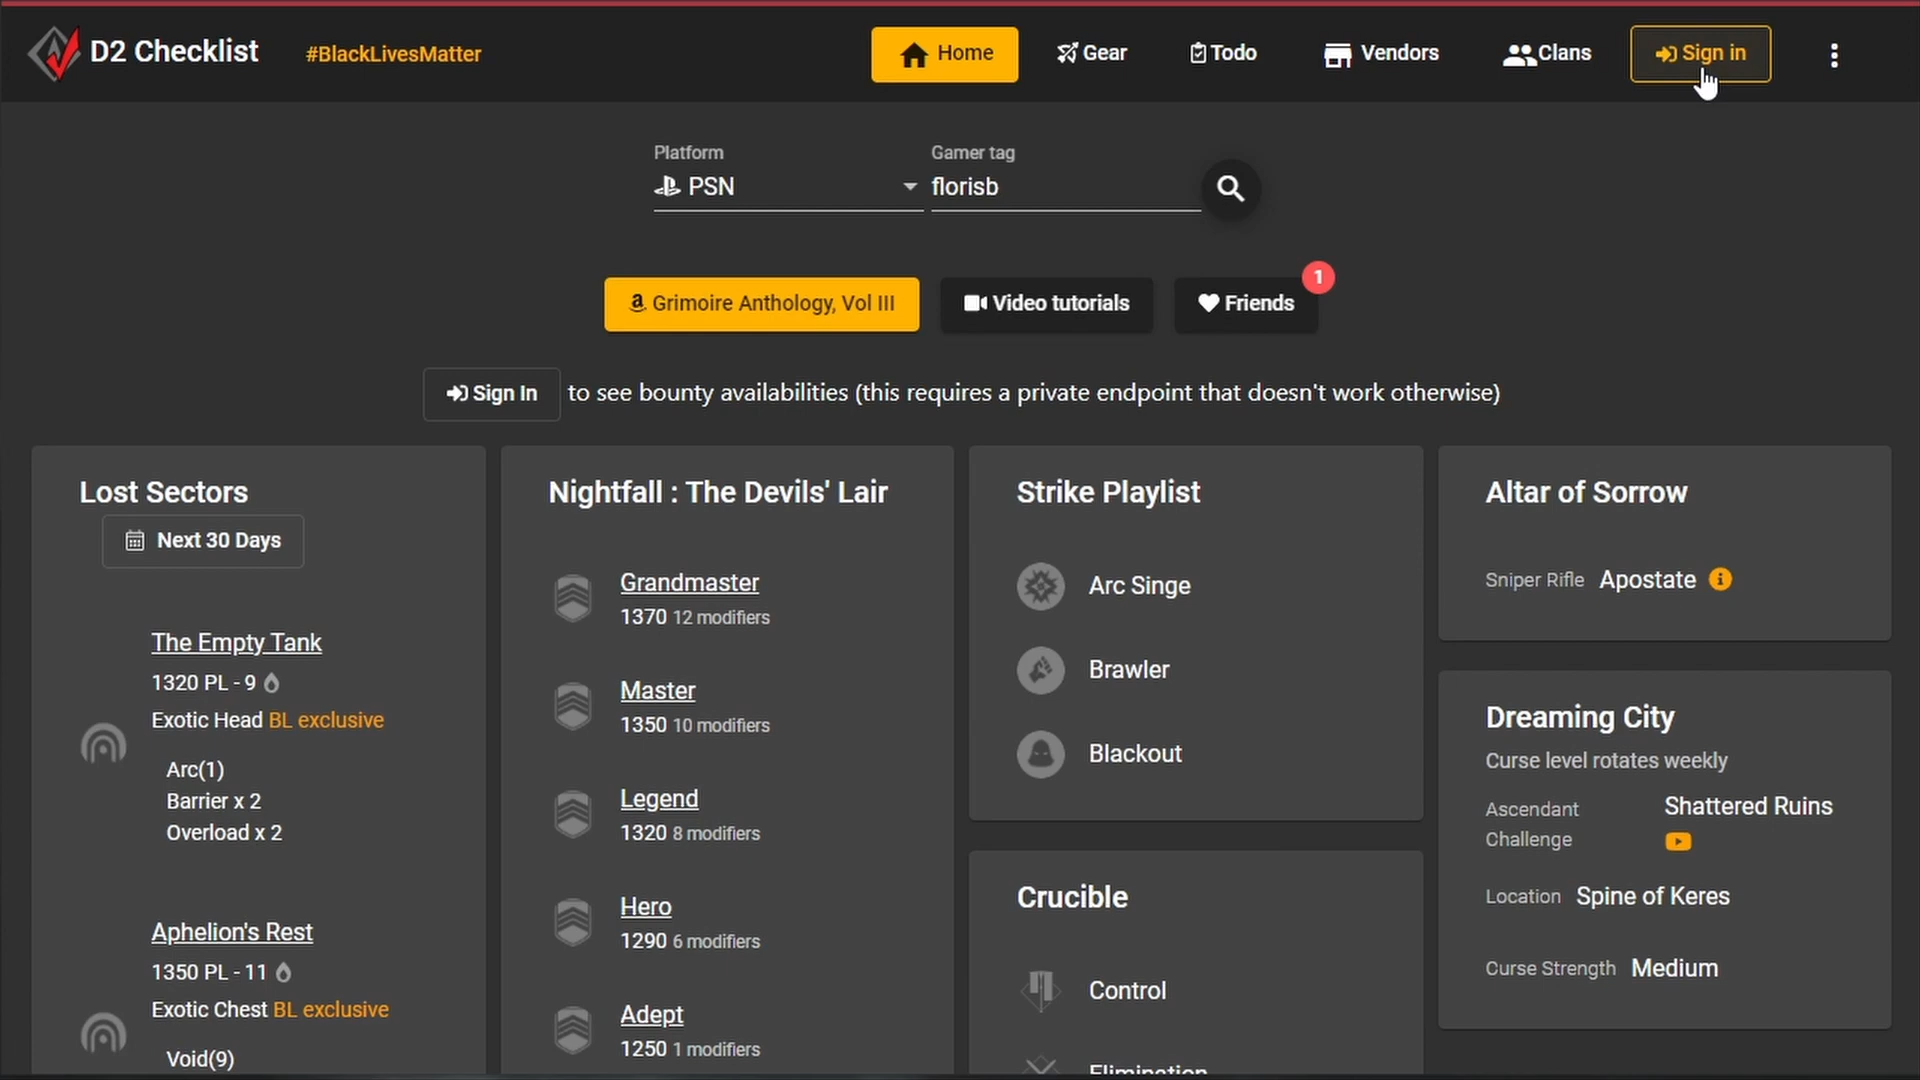 D2 Checklist
#BlackLivesMatter
Home
Gear
Todo
Vendors
Clans
Sign in
Platform
PSN
Gamer tag
florisb
Grimoire Anthology, Vol III
Video tutorials
Friends
1
Sign In
to see bounty availabilities (this requires a private endpoint that doesn't work otherwise)
Lost Sectors
Next 30 Days
The Empty Tank
1320 PL - 9
Exotic Head BL exclusive
Arc(1)
Barrier x 2
Overload x 2
Aphelion's Rest
1350 PL - 11
Exotic Chest BL exclusive
Void(9)
Nightfall : The Devils' Lair
Grandmaster
1370 12 modifiers
Master
1350 10 modifiers
Legend
1320 8 modifiers
Hero
1290 6 modifiers
Adept
1250 1 modifiers
Strike Playlist
Arc Singe
Brawler
Blackout
Crucible
Control
Elimination
Altar of Sorrow
Sniper Rifle Apostate
Dreaming City
Curse level rotates weekly
Ascendant Challenge
Shattered Ruins
Location Spine of Keres
Curse Strength Medium